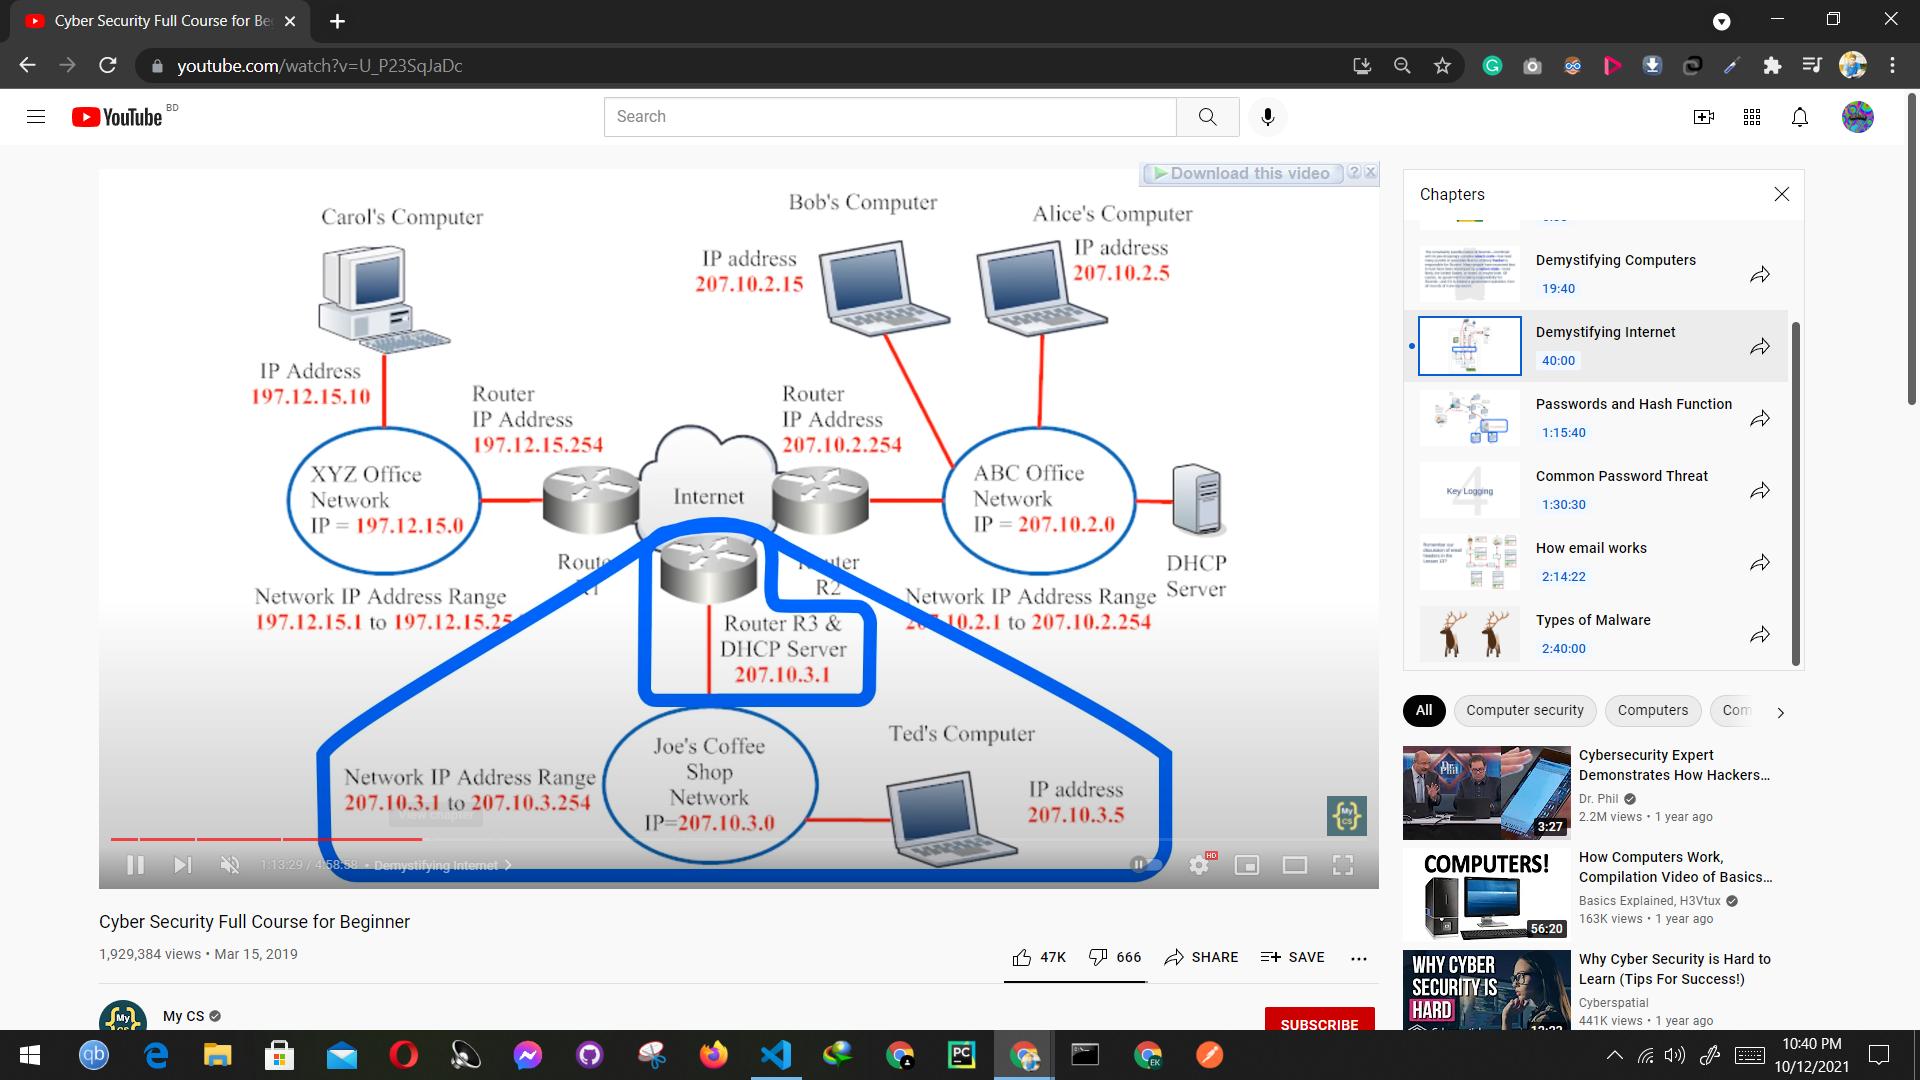 Cyber Security Full Course for Be
youtube.com/watch?v=U_P23SqJaDc
YouTube BD
Search
Download this video
Carol's Computer
Bob's Computer
Alice's Computer
IP address
207.10.2.15
IP address
207.10.2.5
IP Address
197.12.15.10
Router
IP Address
197.12.15.254
Router
IP Address
207.10.2.254
XYZ Office
Network
IP = 197.12.15.0
Internet
ABC Office
Network
IP = 207.10.2.0
DHCP
Server
R2
Network IP Address Range
197.12.15.1 to 197.12.15.25
Network IP Address Range
10.2.1 to 207.10.2.254
Router R3 &
DHCP Server
207.10.3.1
Joe's Coffee
Shop
Network
IP=207.10.3.0
Ted's Computer
IP address
207.10.3.5
Network IP Address Range
207.10.3.1 to 207.10.3.254
View chapter
My CS
1:13:29 / 4:58:58 • Demystifying Internet
HD
Cyber Security Full Course for Beginner
1,929,384 views • Mar 15, 2019
47K
666
SHARE
SAVE
My CS
SUBSCRIBE
Chapters
Demystifying Computers
19:40
Demystifying Internet
40:00
Passwords and Hash Function
1:15:40
Key Logging
Common Password Threat
1:30:30
How email works
2:14:22
Types of Malware
2:40:00
All
Computer security
Computers
Com
Cybersecurity Expert
Demonstrates How Hackers...
Dr. Phil
2.2M views • 1 year ago
3:27
COMPUTERS!
56:20
How Computers Work,
Compilation Video of Basics...
Basics Explained, H3Vtux
163K views • 1 year ago
WHY CYBER
SECURITY IS
HARD
Why Cyber Security is Hard to
Learn (Tips For Success!)
Cyberspatial
441K views • 1 year ago
10:40 PM
10/12/2021